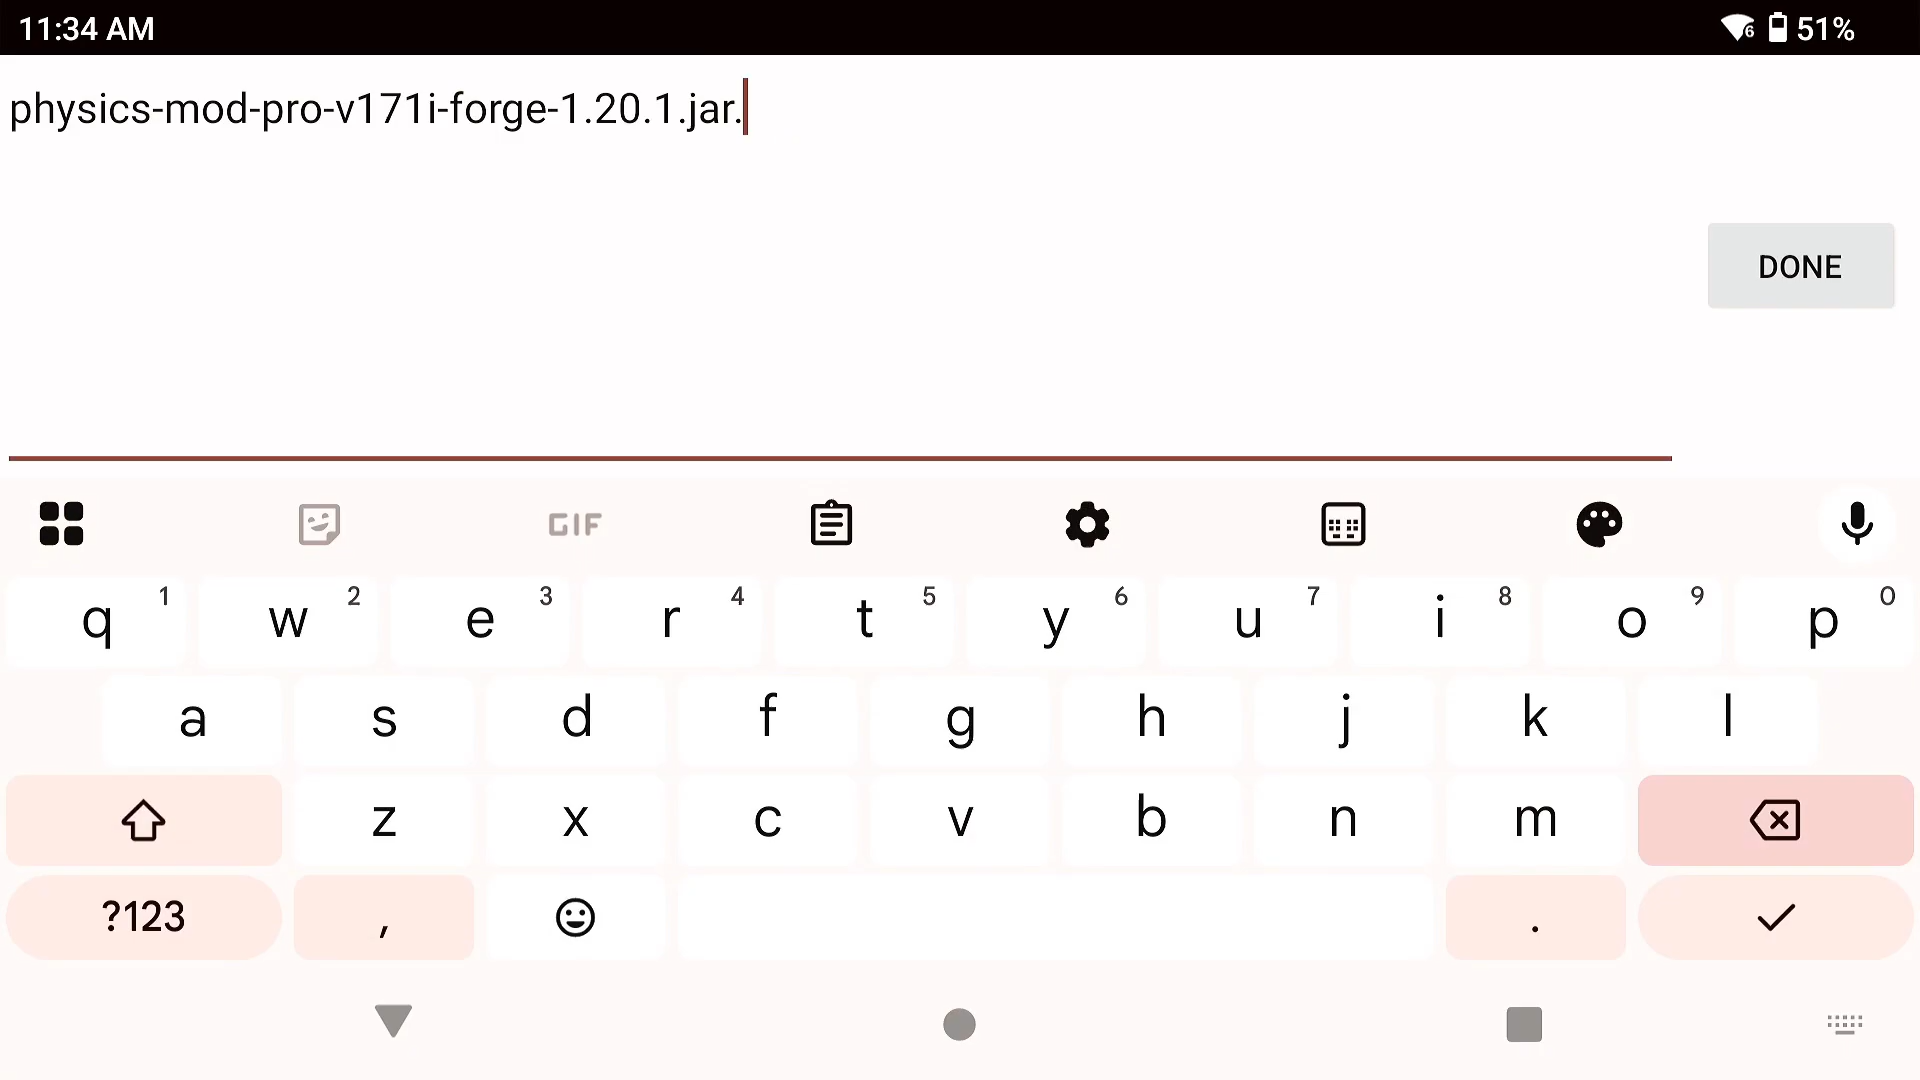 11:34 AM
6 51%
physics-mod-pro-v171i-forge-1.20.1.jar.
DONE
GIF
q 1 w 2 e 3 r 4 t 5 y 6 u 7 i 8 o 9 p 0
a s d f g h j k l
z x c v b n m
?123 , .